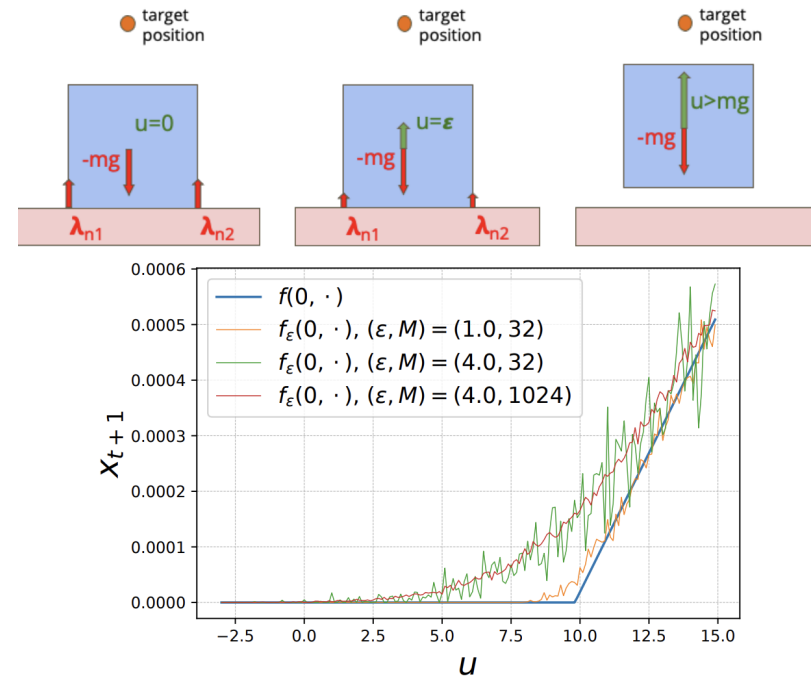 target
position
target
position
target
position
u=0
-mg
λn1
λn2
u=ε
-mg
λn1
λn2
u>mg
-mg
0.0006
0.0005
0.0004
0.0003
0.0002
0.0001
0.0000
xt+1
f(0, ·)
fε(0, ·), (ε, M) = (1.0, 32)
fε(0, ·), (ε, M) = (4.0, 32)
fε(0, ·), (ε, M) = (4.0, 1024)
−2.5 0.0 2.5 5.0 7.5 10.0 12.5 15.0
u